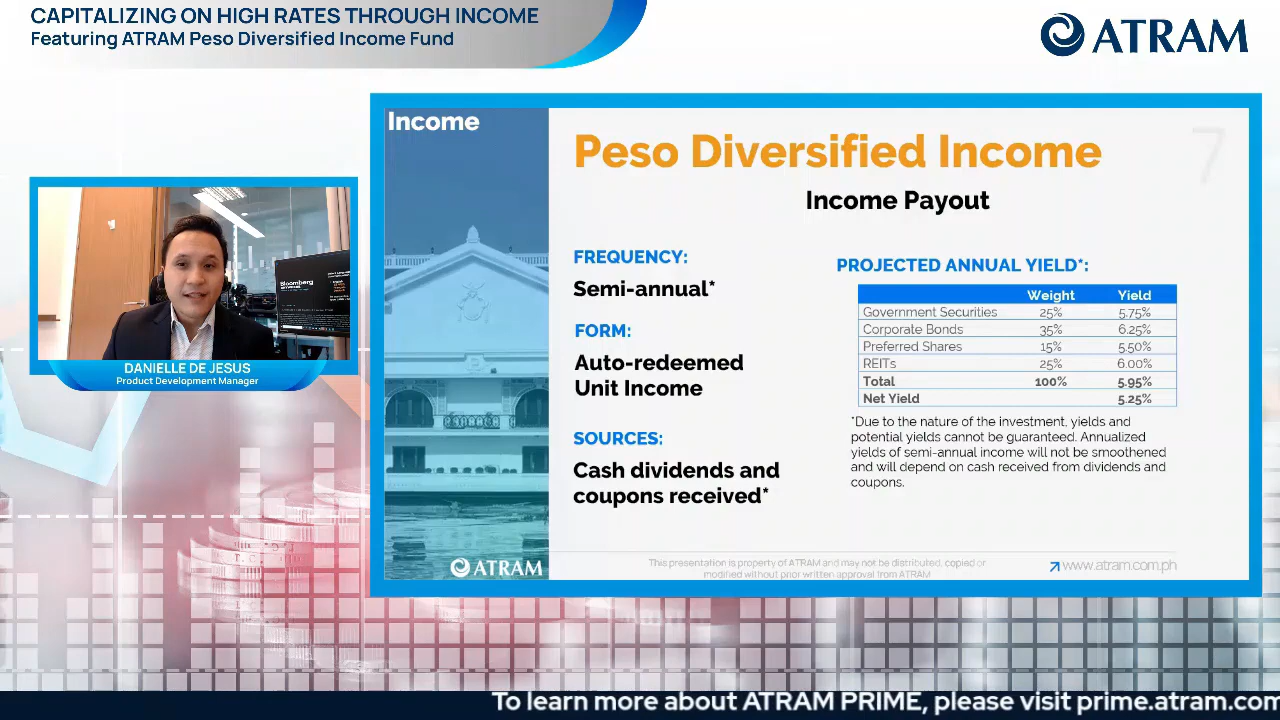 CAPITALIZING ON HIGH RATES THROUGH INCOME
Featuring ATRAM Peso Diversified Income Fund
ATRAM
Income
Peso Diversified Income
7
Income Payout
FREQUENCY:
Semi-annual*
FORM:
Auto-redeemed
Unit Income
SOURCES:
Cash dividends and
coupons received*
PROJECTED ANNUAL YIELD*:
Weight Yield
Government Securities 25% 5.75%
Corporate Bonds 35% 6.25%
Preferred Shares 15% 5.50%
REITs 25% 6.00%
Total 100% 5.95%
Net Yield 5.25%
*Due to the nature of the investment, yields and
potential yields cannot be guaranteed. Annualized
yields of semi-annual income will not be smoothened
and will depend on cash received from dividends and
coupons.
ATRAM
This presentation is property of ATRAM and may not be distributed, copied or
modified without prior written approval from ATRAM
www.atram.com.ph
Bloomberg
DANIELLE DE JESUS
Product Development Manager
To learn more about ATRAM PRIME, please visit prime.atram.com